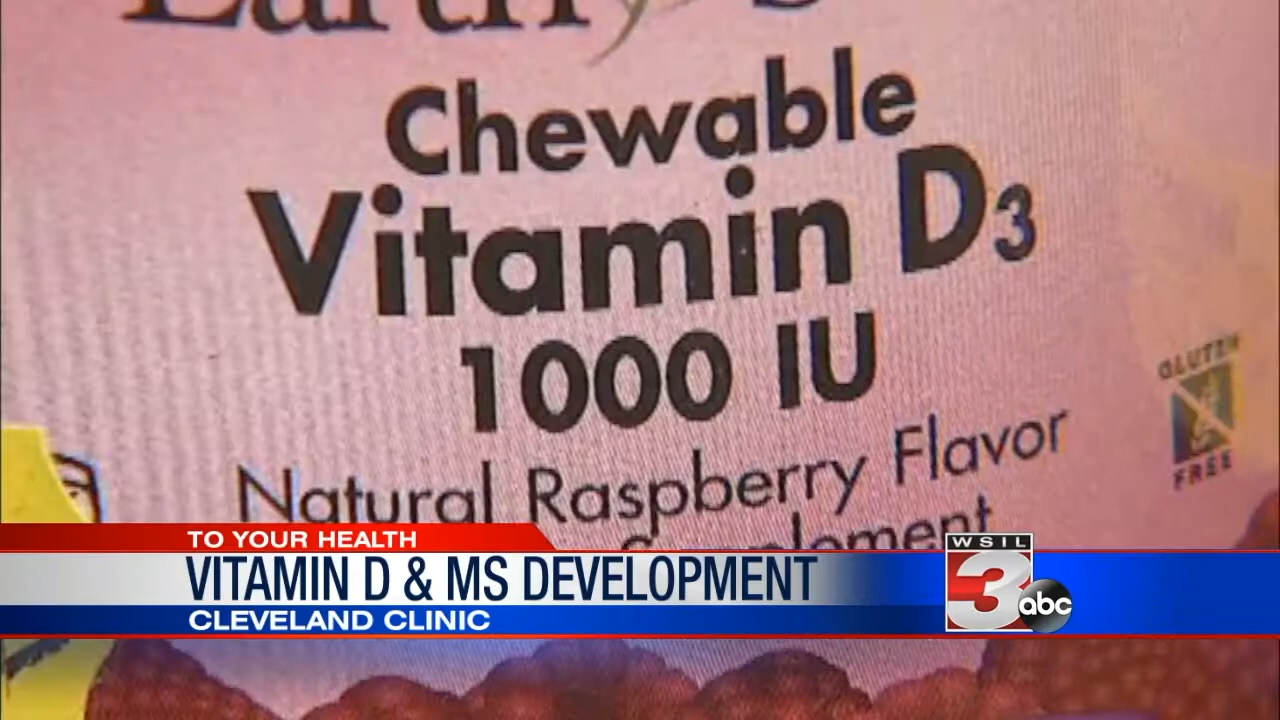 Chewable
Vitamin D3
1000 IU
GLUTEN
FREE
Natural Raspberry Flavor
TO YOUR HEALTH
VITAMIN D & MS DEVELOPMENT
CLEVELAND CLINIC
WSIL
3
abc